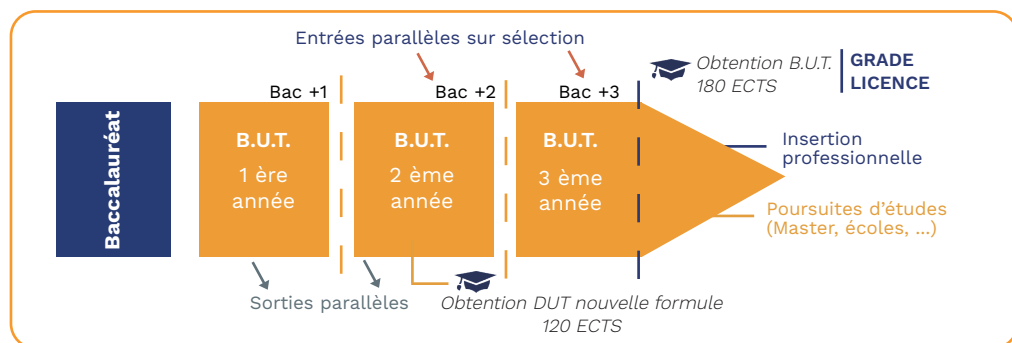 Entrées parallèles sur sélection
Obtention B.U.T.
180 ECTS
GRADE
LICENCE
Bac +1
Bac +2
Bac +3
Baccalauréat
B.U.T.
1 ère
année
B.U.T.
2 ème
année
B.U.T.
3 ème
année
Insertion
professionnelle
Poursuites d'études
(Master, écoles, ...)
Sorties parallèles
Obtention DUT nouvelle formule
120 ECTS